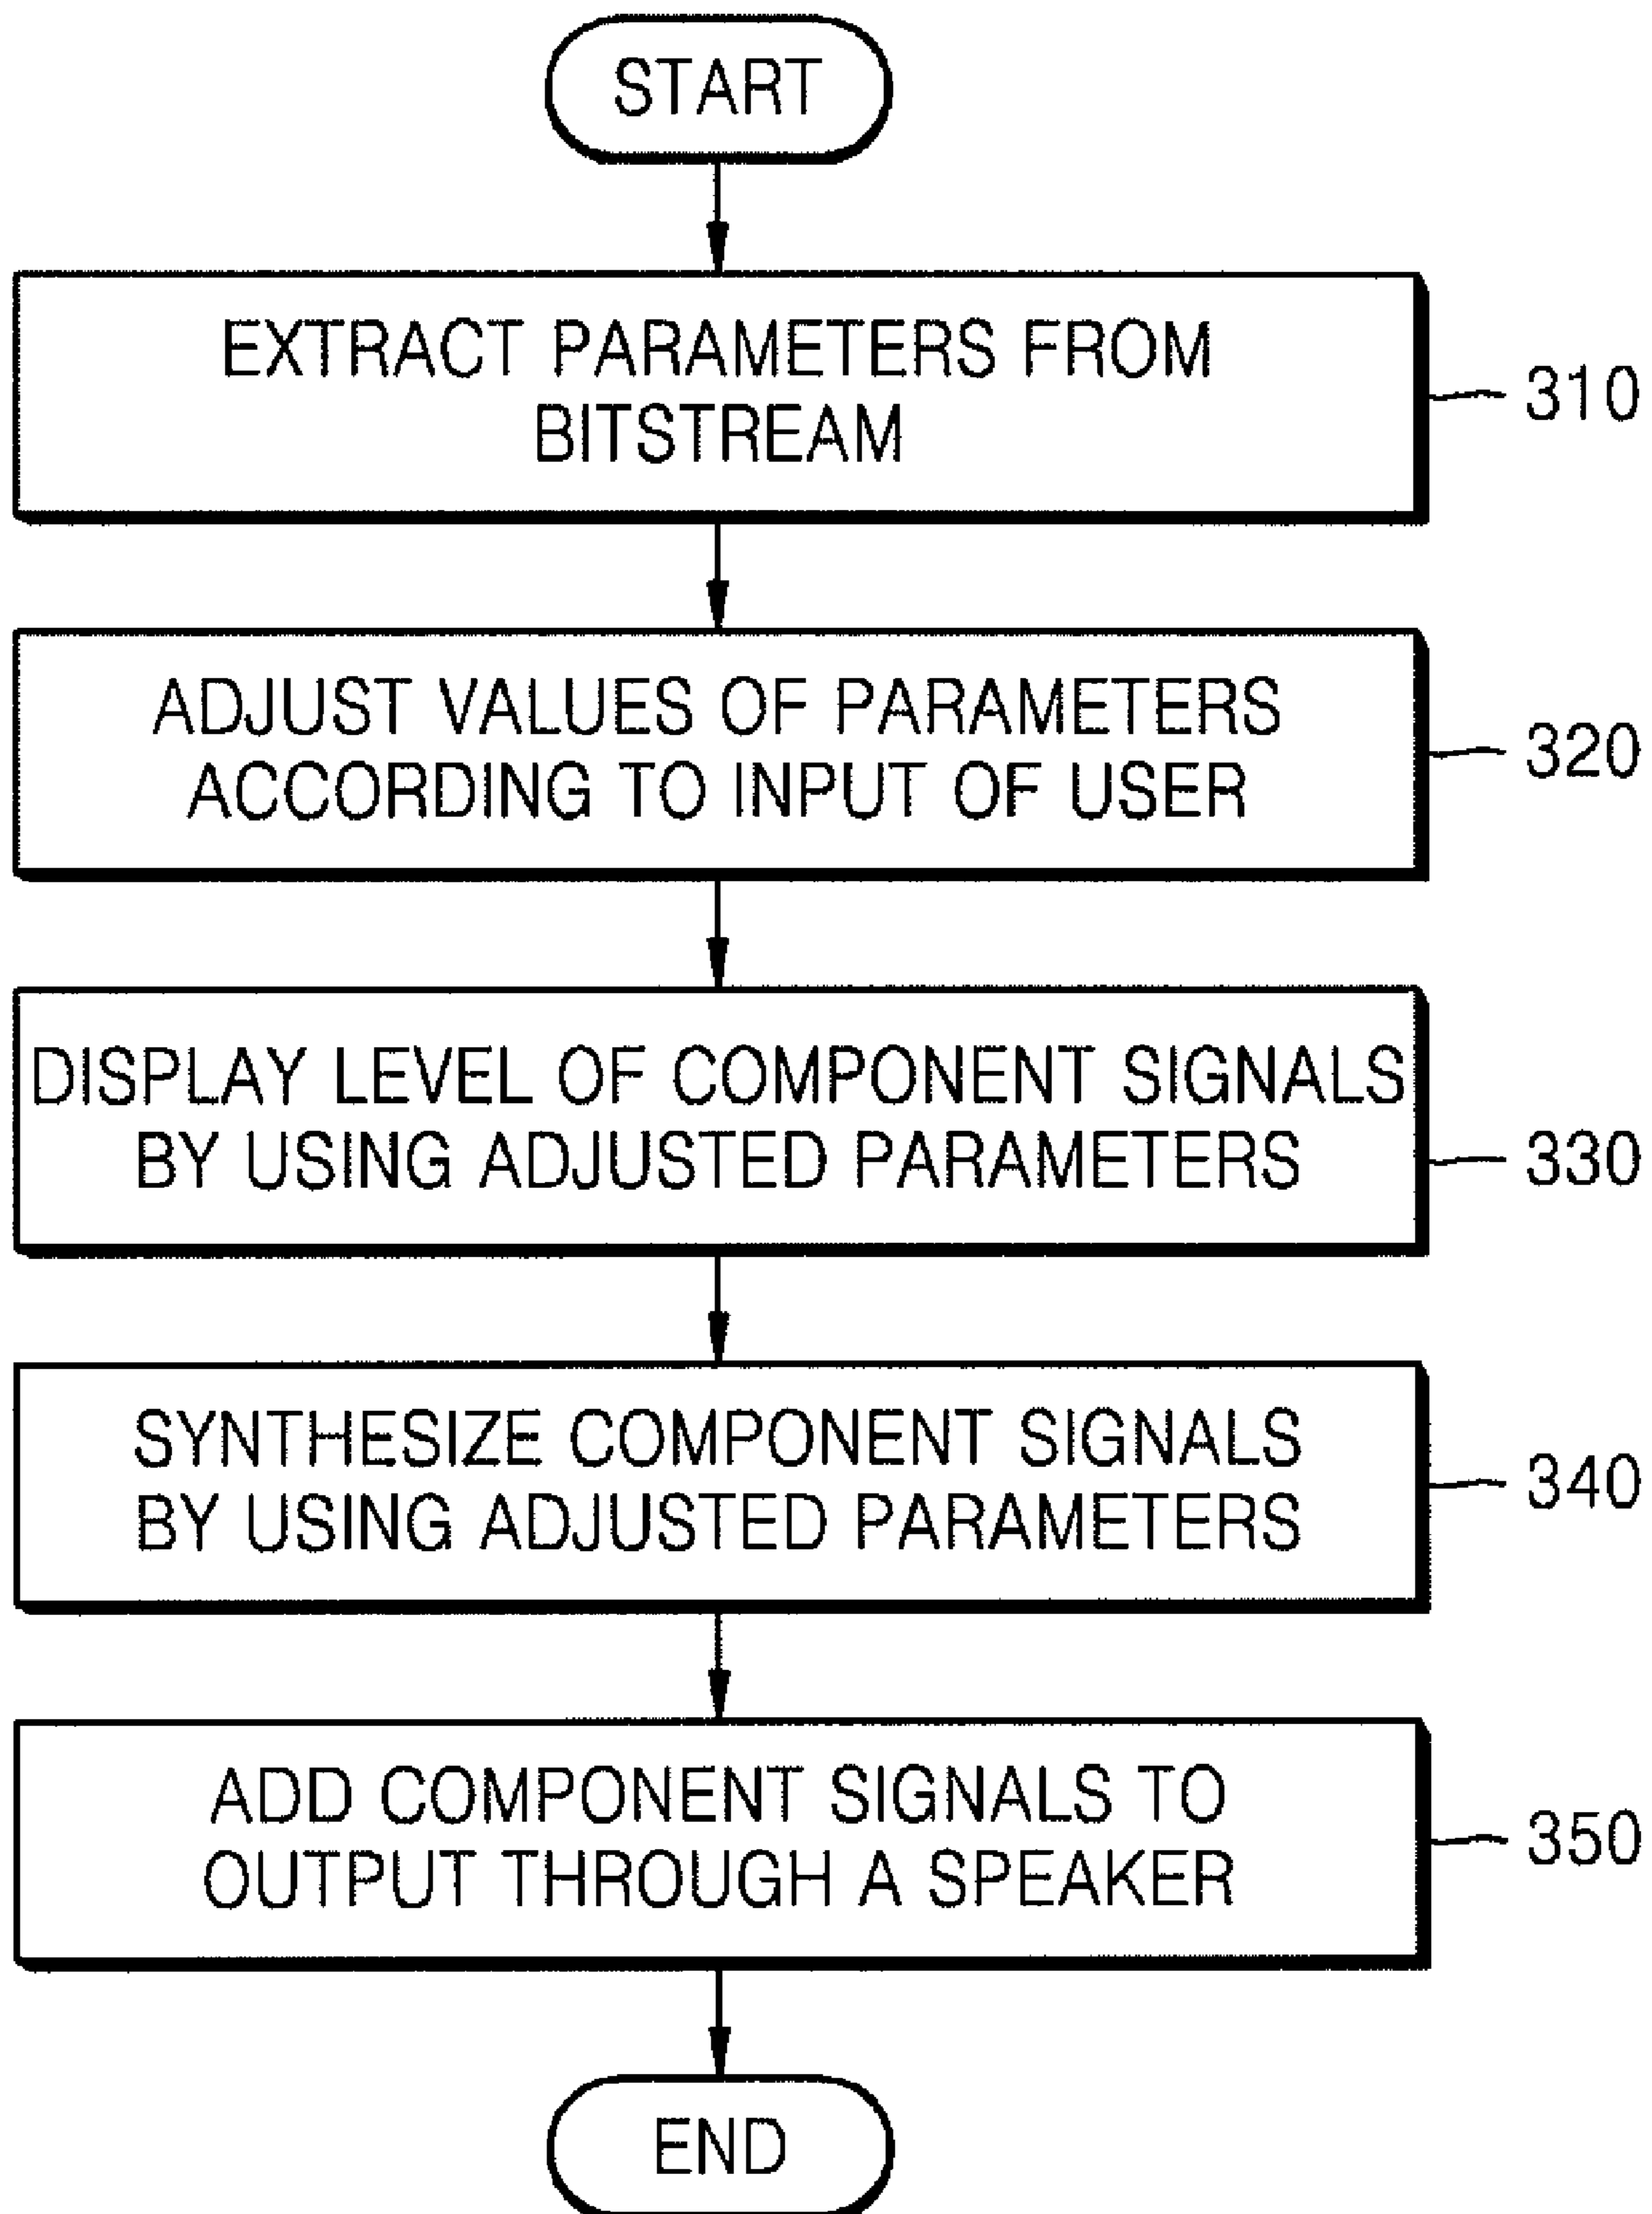 START
EXTRACT PARAMETERS FROM
BITSTREAM
310
ADJUST VALUES OF PARAMETERS
ACCORDING TO INPUT OF USER
320
DISPLAY LEVEL OF COMPONENT SIGNALS
BY USING ADJUSTED PARAMETERS
330
SYNTHESIZE COMPONENT SIGNALS
BY USING ADJUSTED PARAMETERS
340
ADD COMPONENT SIGNALS TO
OUTPUT THROUGH A SPEAKER
350
END